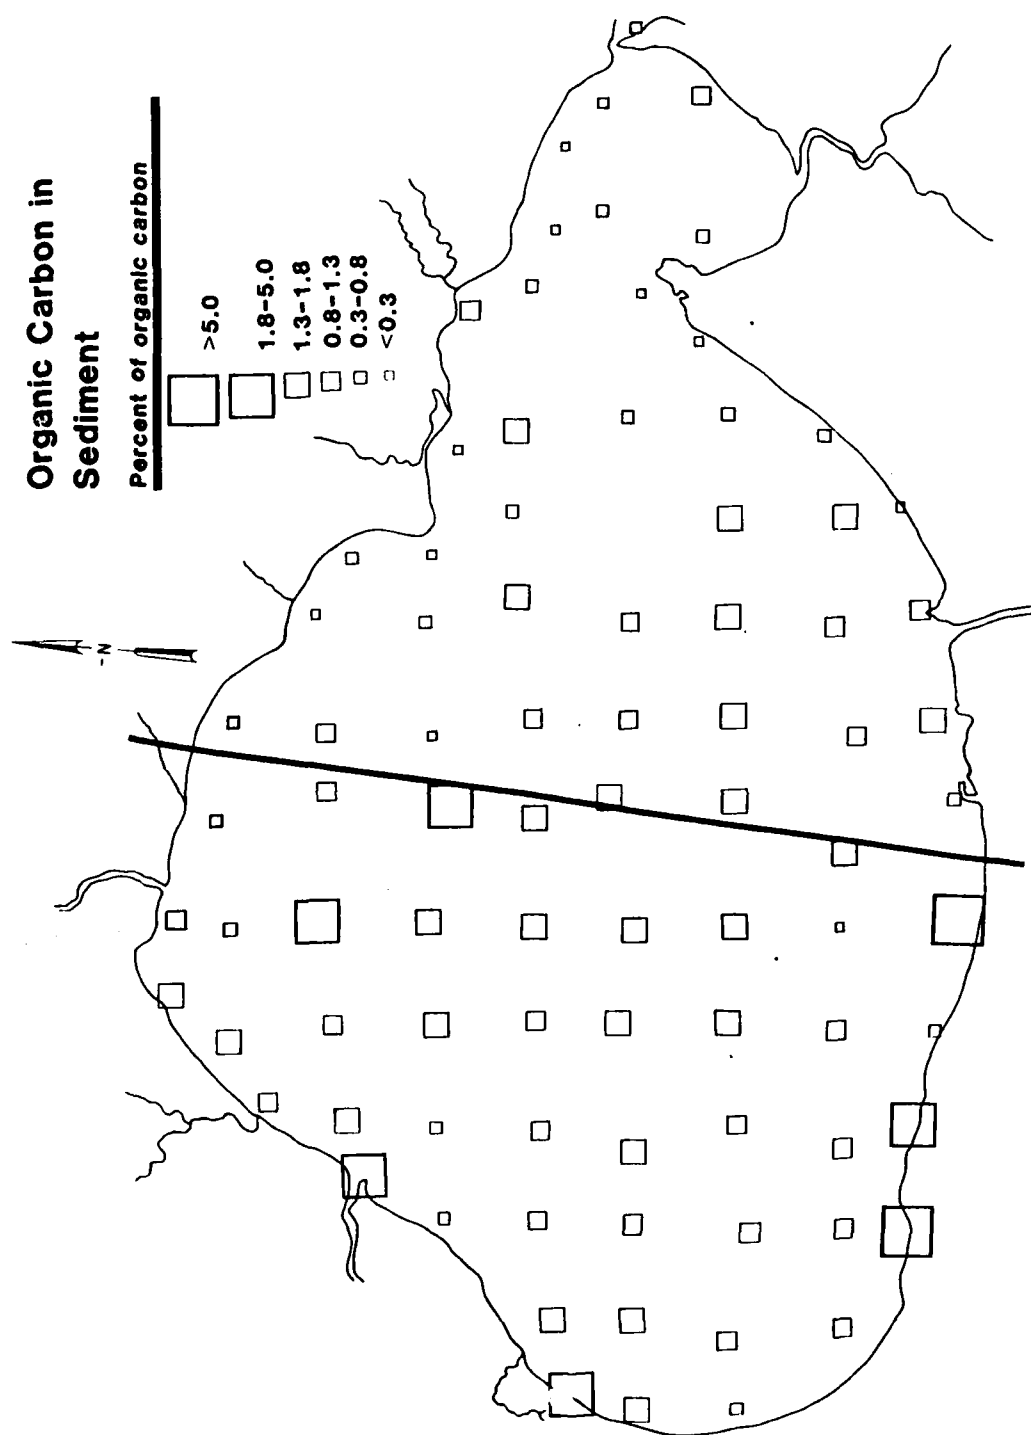 Organic Carbon in
Sediment
Percent of organic carbon
>5.0
1.8-5.0
1.3-1.8
0.8-1.3
0.3-0.8
<0.3
-N-